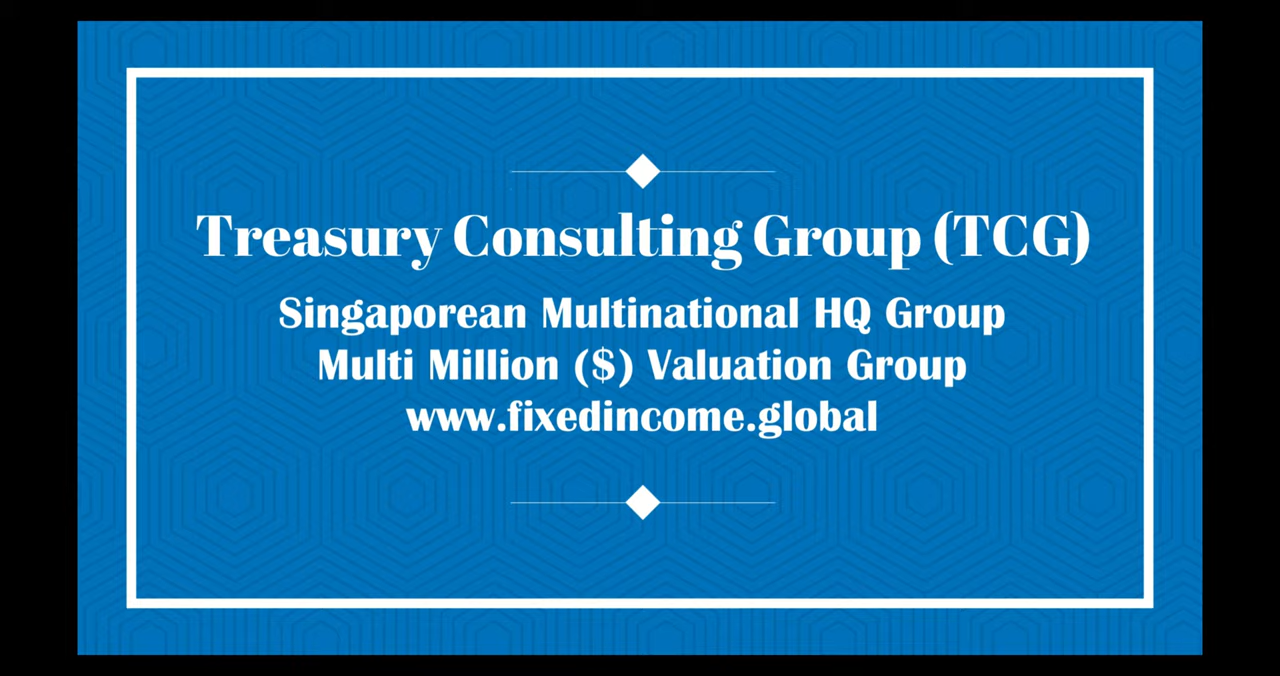 Treasury Consulting Group (TCG)
Singaporean Multinational HQ Group
Multi Million ($) Valuation Group
www.fixedincome.global